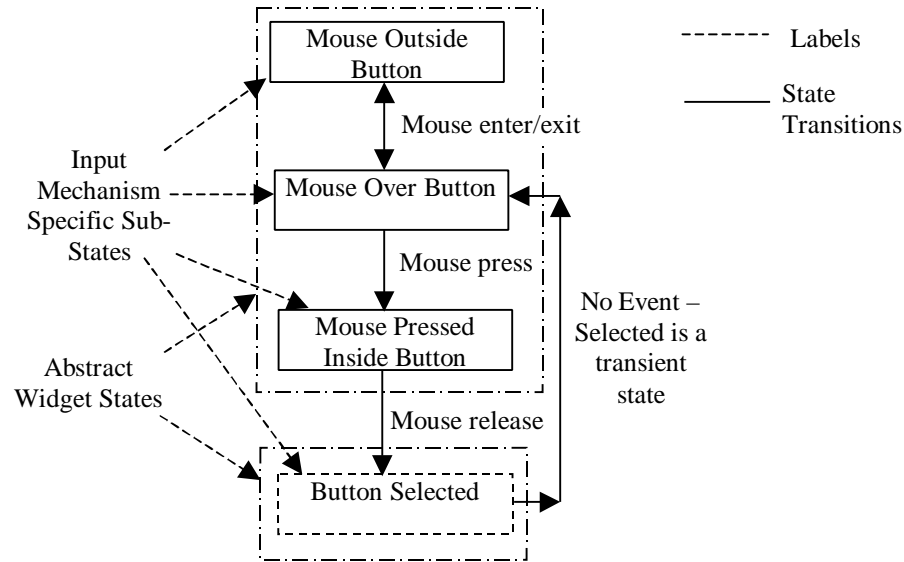 Mouse Outside
Button
Labels
State
Transitions
Mouse enter/exit
Input
Mechanism
Specific Sub-
States
Mouse Over Button
Mouse press
No Event –
Selected is a
transient
state
Mouse Pressed
Inside Button
Abstract
Widget States
Mouse release
Button Selected